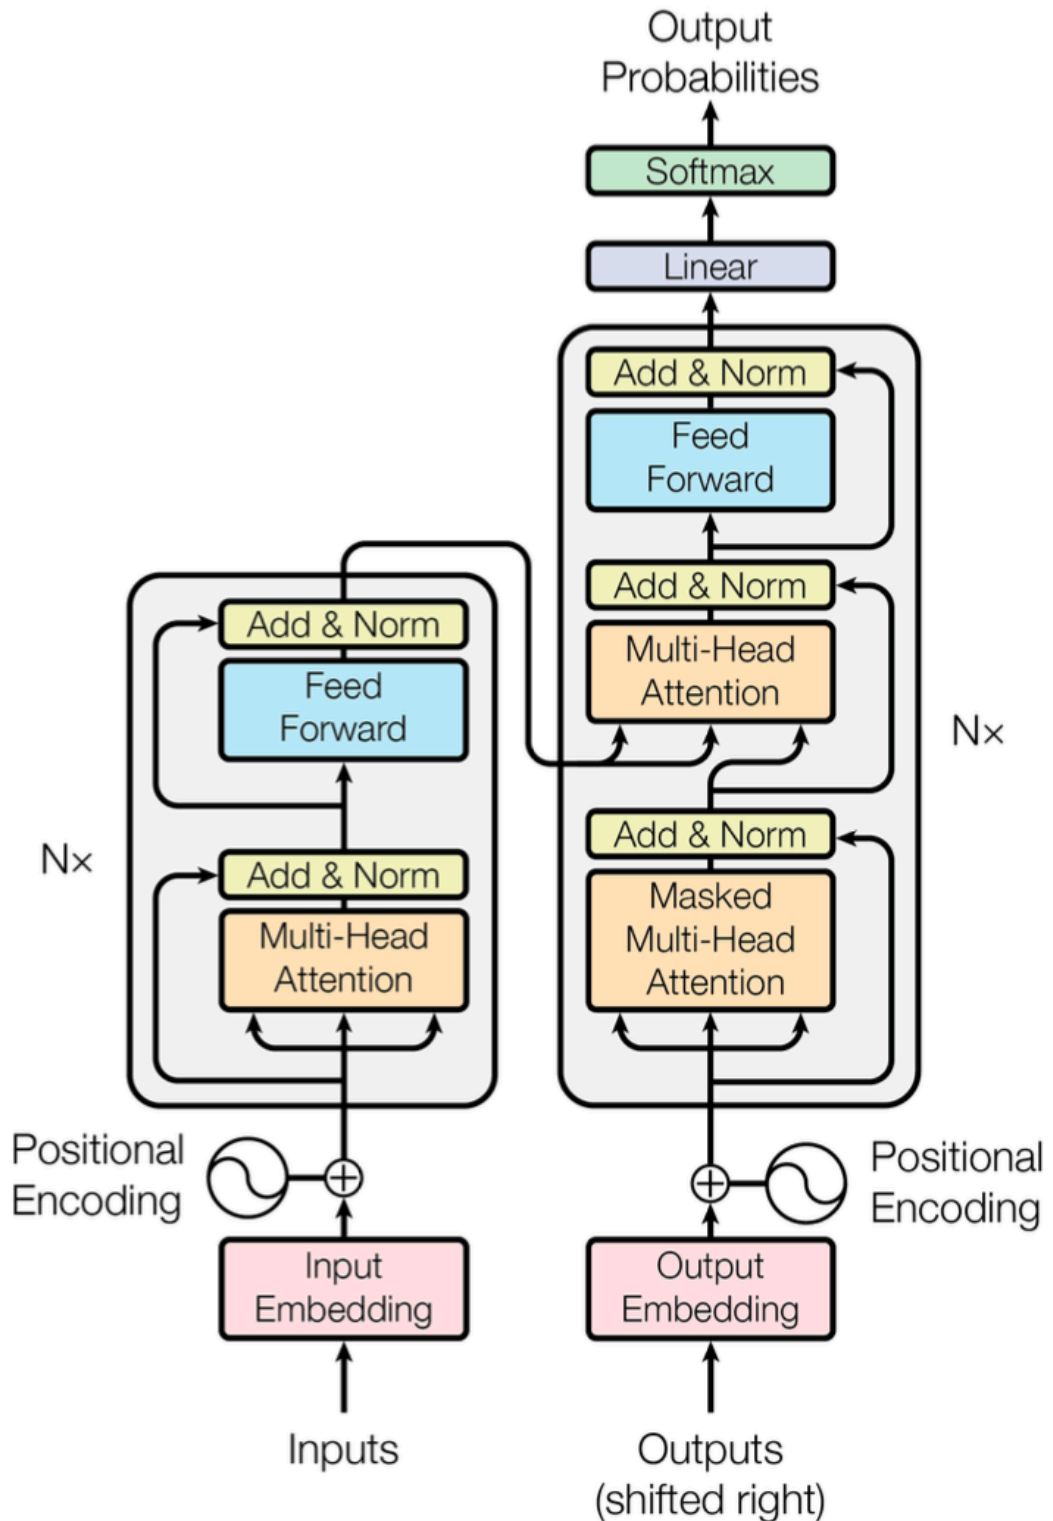 Output
Probabilities
Softmax
Linear
Add & Norm
Feed
Forward
Add & Norm
Multi-Head
Attention
Nx
Add & Norm
Masked
Multi-Head
Attention
Add & Norm
Feed
Forward
Nx
Add & Norm
Multi-Head
Attention
Positional
Encoding
Positional
Encoding
Input
Embedding
Output
Embedding
Inputs
Outputs
(shifted right)